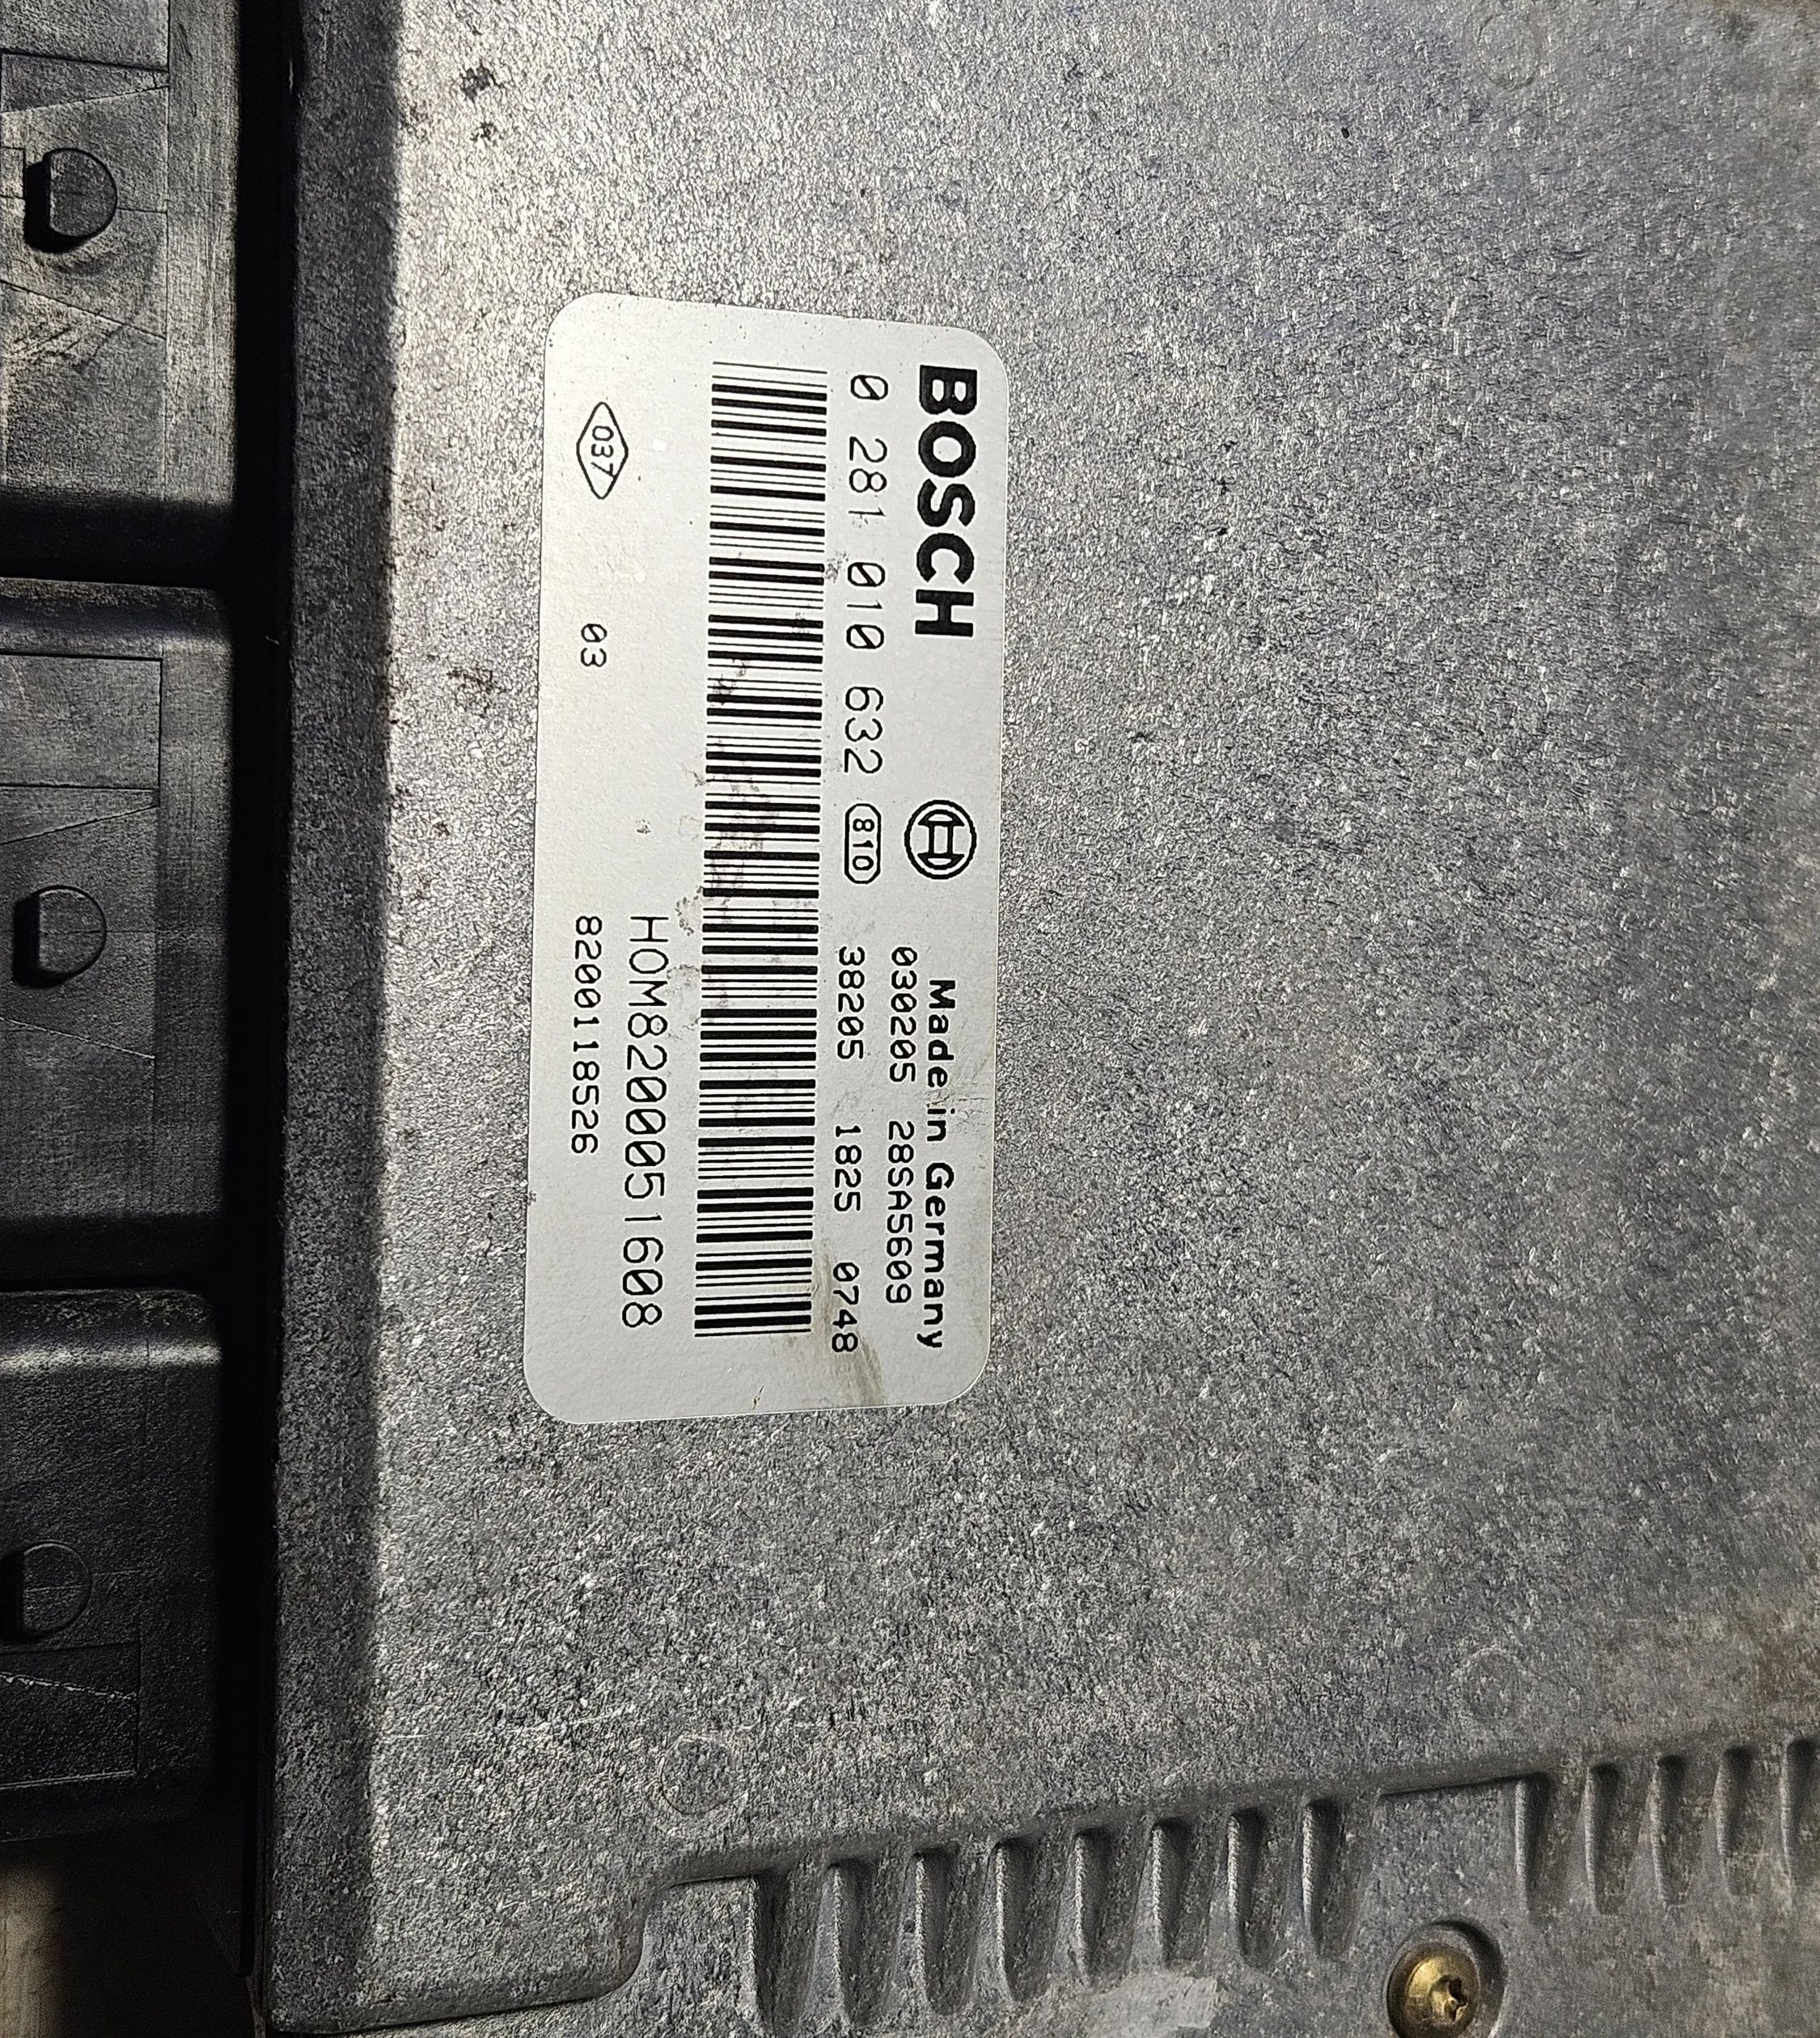 BOSCH
Made in Germany
030205 28SA5609
0 281 010 632 810 38205 1825 0748
HOM8200051608
037 03 8200118526